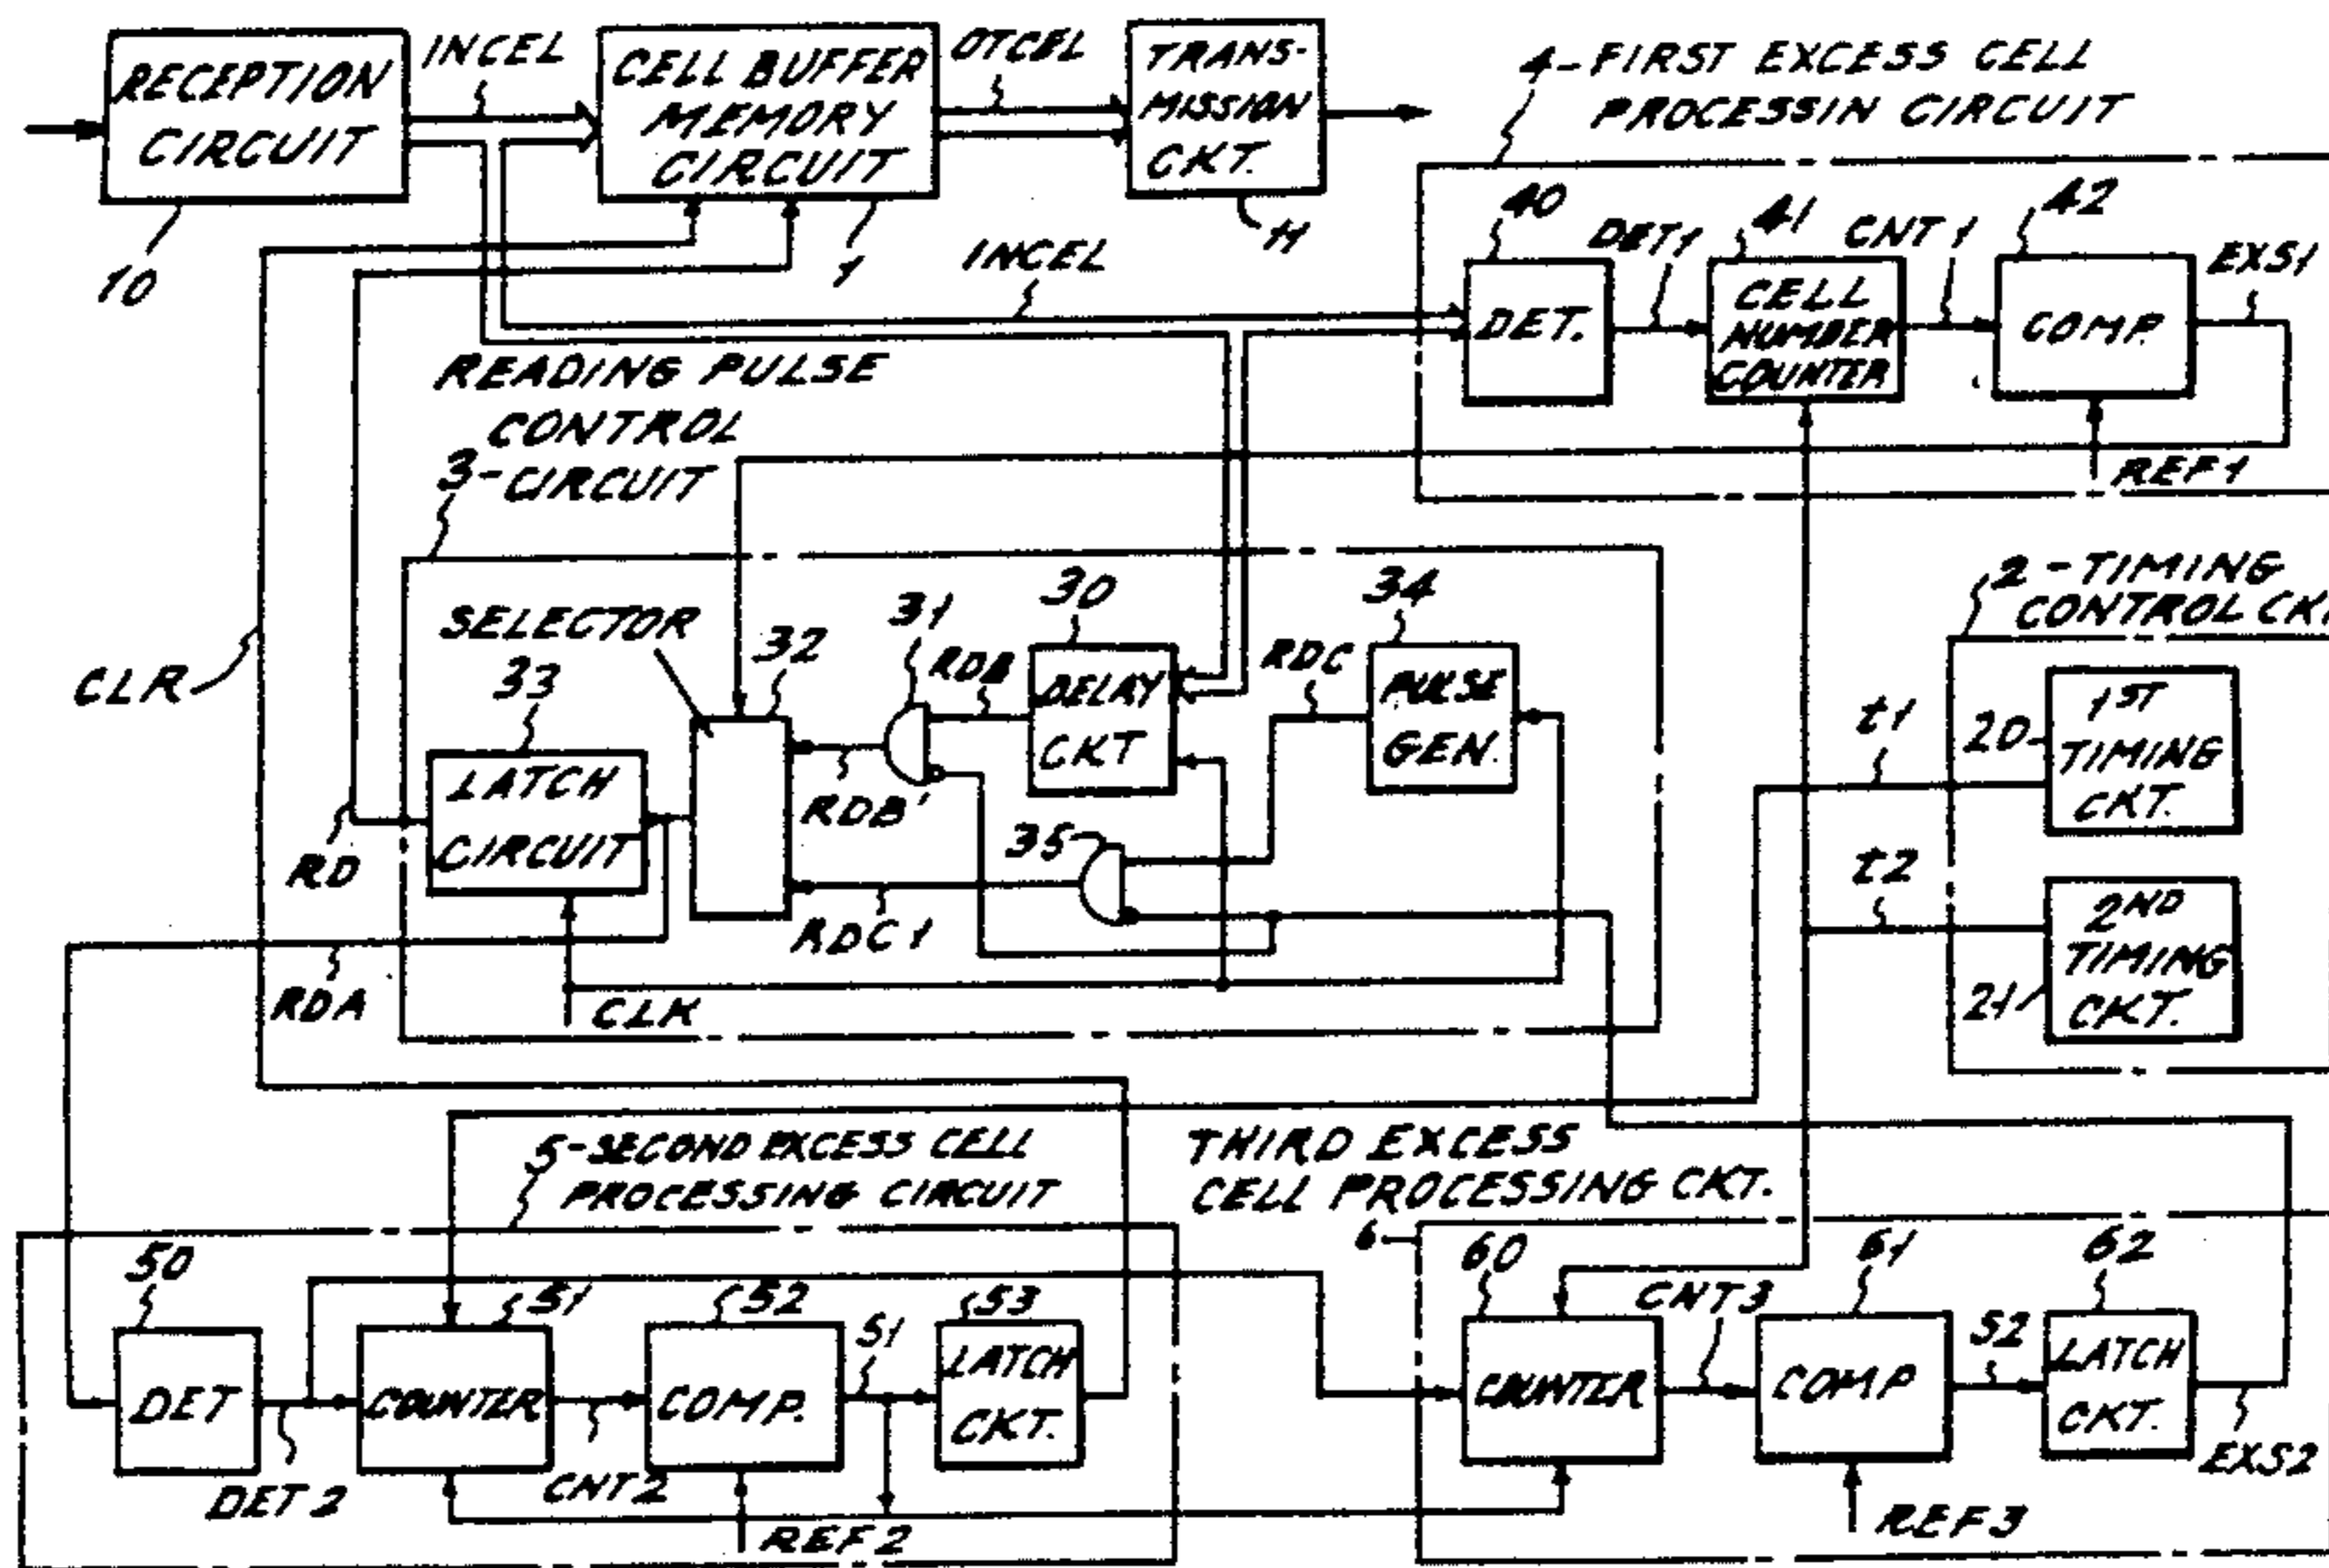 RECEPTION
CIRCUIT
10
INCEL
CELL BUFFER
MEMORY
CIRCUIT
1
OTCEL
TRANS-
MISSION
CKT.
11
4-FIRST EXCESS CELL
PROCESSIN CIRCUIT
INCEL
40
DET.
DET1
41
CELL
NUMBER
COUNTER
CNT1
42
COMP.
EXS1
REF1
READING PULSE
CONTROL
3-CIRCUIT
CLR
SELECTOR
33
LATCH
CIRCUIT
RD
32
31
RDB
RDB'
30
DELAY
CKT
RDC
34
PULSE
GEN.
35
RDC1
RDA
CLK
2-TIMING
CONTROL CK
t1
20
1ST
TIMING
CKT.
t2
21
2ND
TIMING
CKT.
5-SECOND EXCESS CELL
PROCESSING CIRCUIT
50
DET
DET2
51
COUNTER
CNT2
52
COMP.
REF2
S1
53
LATCH
CKT.
THIRD EXCESS
CELL PROCESSING CKT.
6
60
COUNTER
CNT3
61
COMP
REF3
S2
62
LATCH
CKT.
EXS2